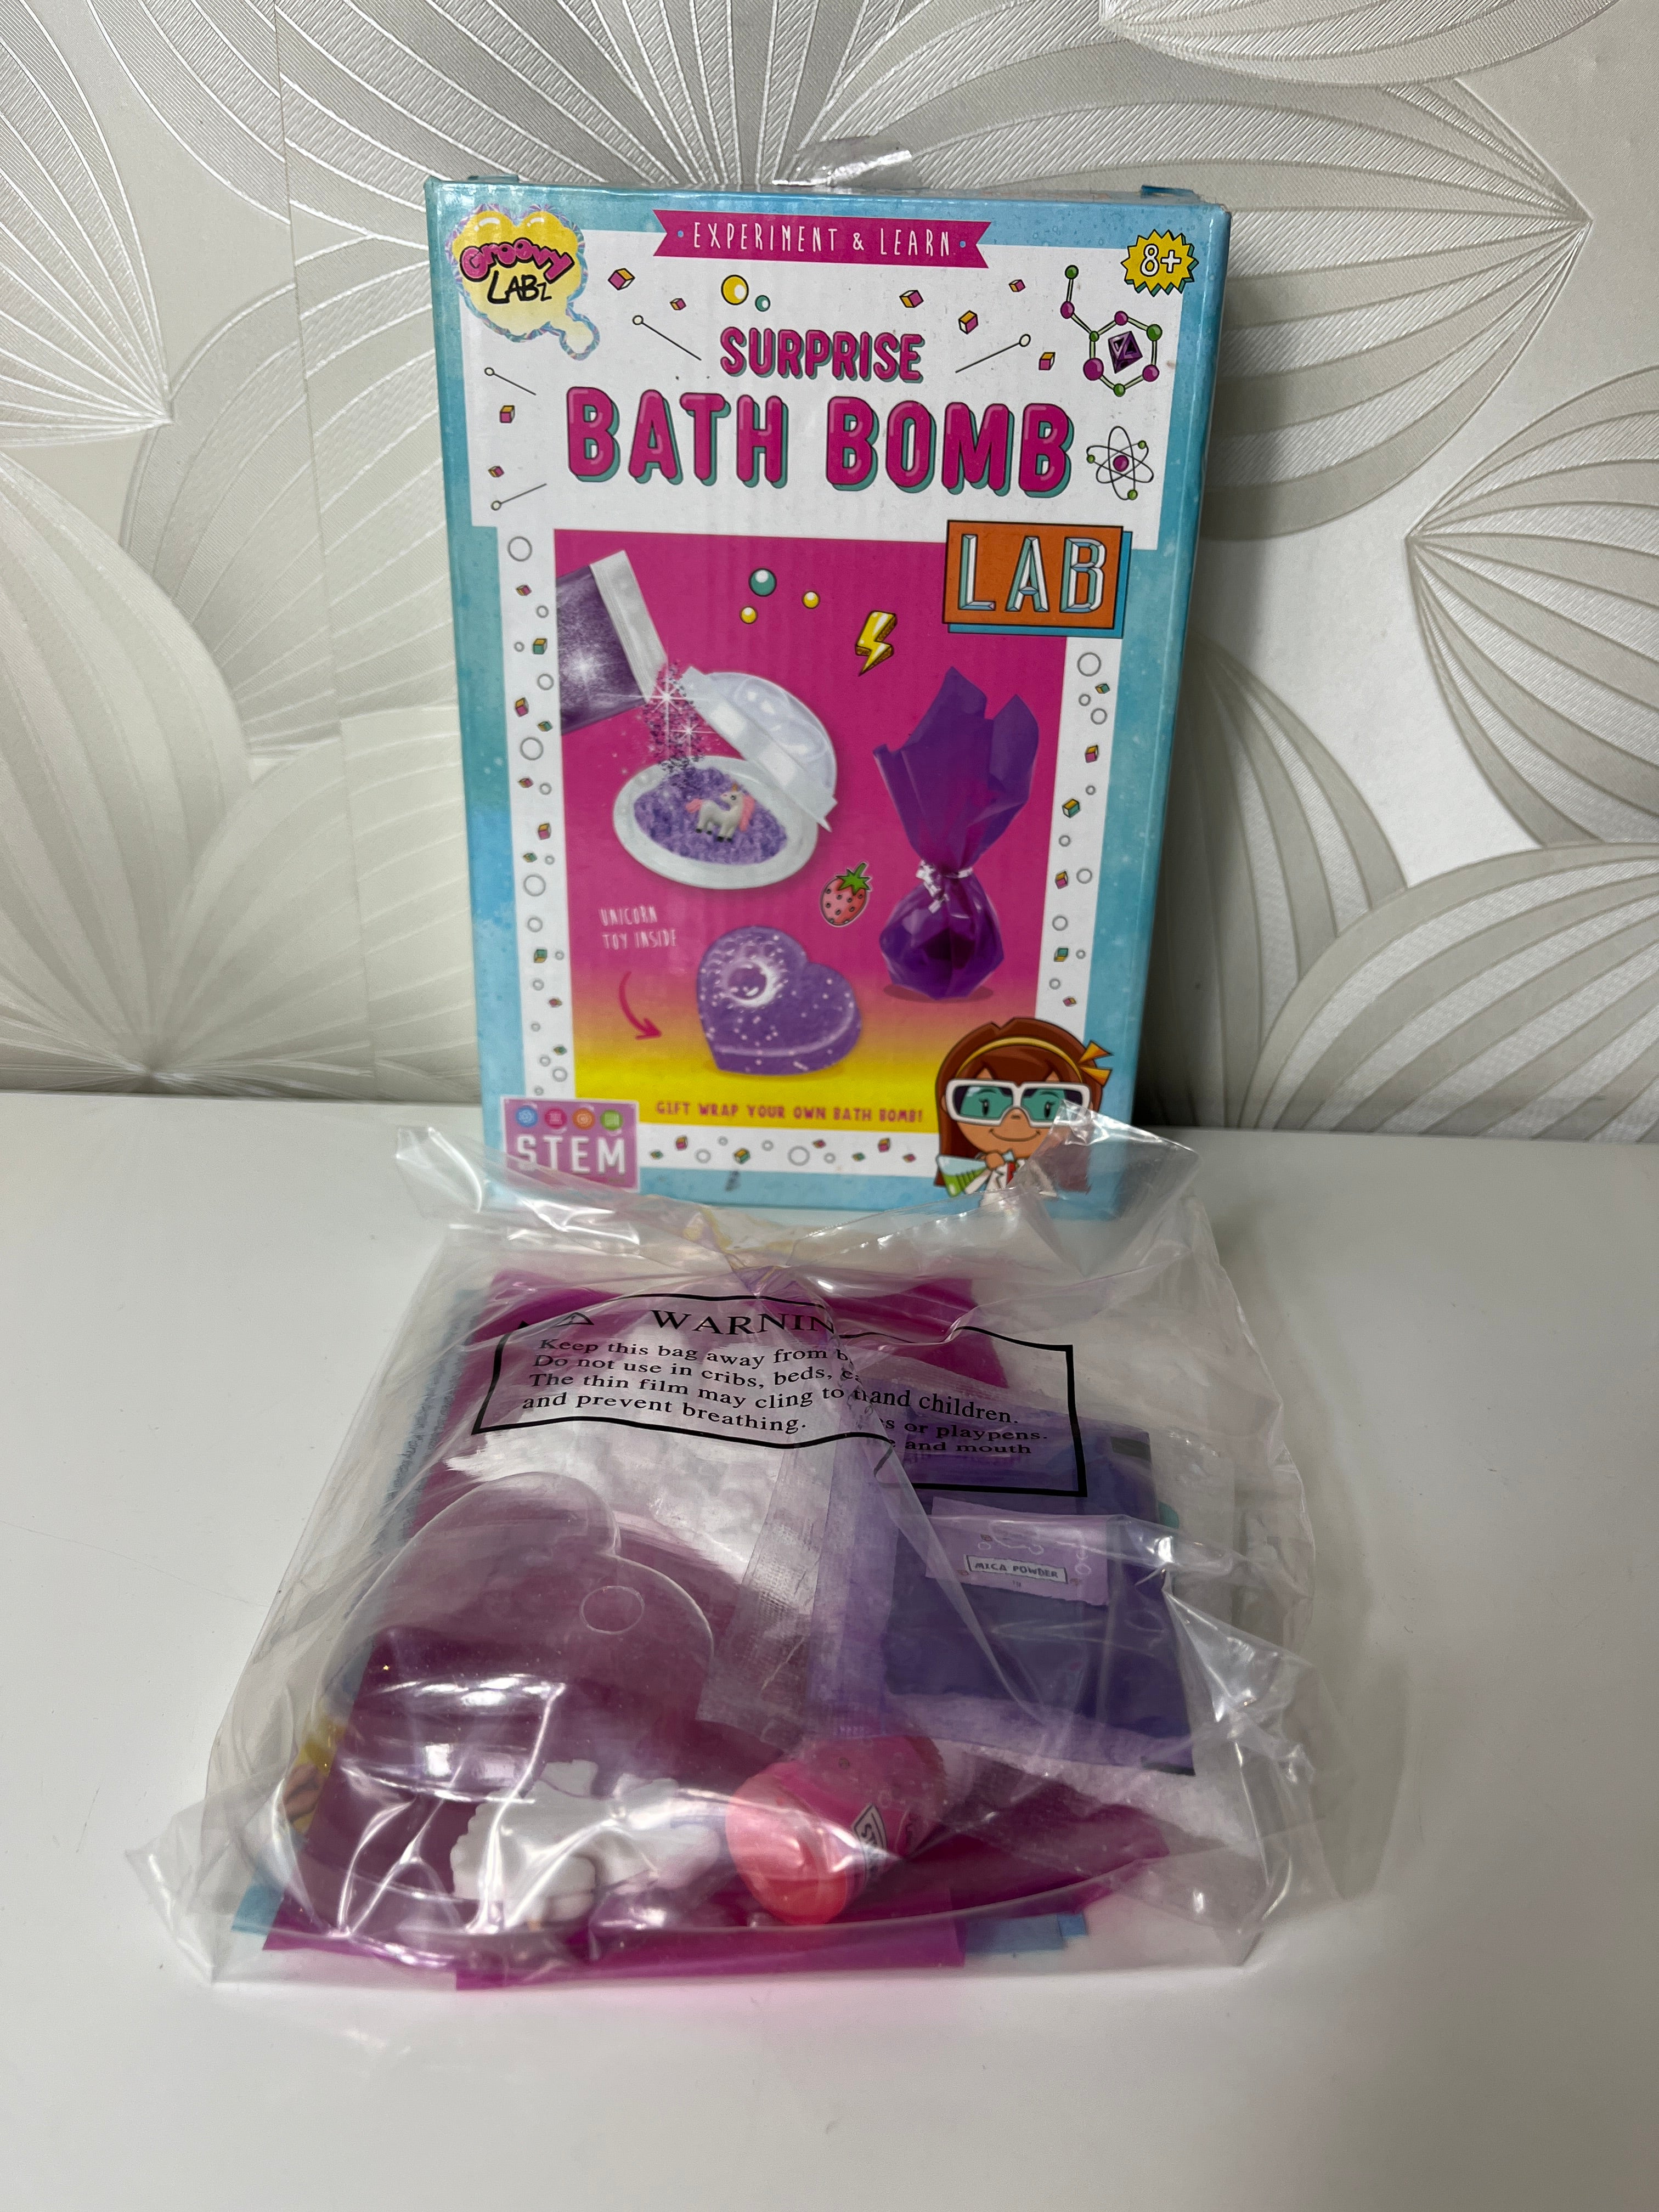 EXPERIMENT & LEARN
8+
Groovy
LABz
SURPRISE
BATH BOMB
LAB
UNICORN
TOY INSIDE
GIFT WRAP YOUR OWN BATH BOMB!
STEM
WARNIN
Keep this bag away from b
and children.
Do not use in cribs, beds, c
s or playpens.
The thin film may cling to n
e and mouth
and prevent breathing.
MICA POWDER